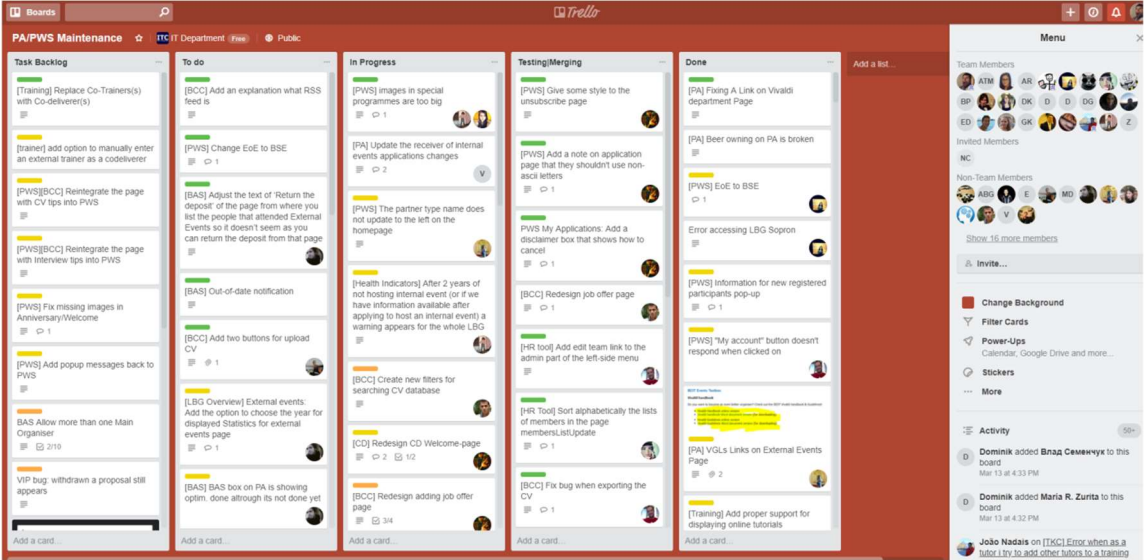 Boards
Trello
PA/PWS Maintenance
ITC IT Department Free
Public
Task Backlog
[Training] Replace Co-Trainers(s)
with Co-deliverer(s)
[trainer] add option to manually enter
an external trainer as a codeliverer
[PWS][BCC] Reintegrate the page
with CV tips into PWS
[PWS][BCC] Reintegrate the page
with Interview tips into PWS
[PWS] Fix missing images in
Anniversary/Welcome
1
[PWS] Add popup messages back to
PWS
BAS Allow more than one Main
Organiser
2/10
VIP bug: withdrawn a proposal still
appears
Add a card...
To do
[BCC] Add an explanation what RSS
feed is
[PWS] Change EoE to BSE
1
[BAS] Adjust the text of 'Return the
deposit' of the page from where you
list the people that attended External
Events so it doesn't seem as you
can return the deposit from that page
[BAS] Out-of-date notification
[BCC] Add two buttons for upload
CV
1
[LBG Overview] External events:
Add the option to choose the year for
displayed Statistics for external
events page
1
[BAS] BAS box on PA is showing
optim. done altrough its not done yet
Add a card...
In Progress
[PWS] images in special
programmes are too big
1
[PA] Update the receiver of internal
events applications changes
2
V
[PWS] The partner type name does
not update to the left on the
homepage
[Health Indicators] After 2 years of
not hosting internal event (or if we
have information available after
applying to host an internal event) a
warning appears for the whole LBG
[BCC] Create new filters for
searching CV database
[CD] Redesign CD Welcome-page
2 1/2
[BCC] Redesign adding job offer
page
3/4
Add a card...
Testing|Merging
[PWS] Give some style to the
unsubscribe page
[PWS] Add a note on application
page that they shouldn't use non-
ascii letters
1
PWS My Applications: Add a
disclaimer box that shows how to
cancel
1
[BCC] Redesign job offer page
[HR tool] Add edit team link to the
admin part of the left-side menu
[HR Tool] Sort alphabetically the lists
of members in the page
membersListUpdate
1
[BCC] Fix bug when exporting the
CV
1
Add a card...
Done
[PA] Fixing A Link on Vivaldi
department Page
[PA] Beer owning on PA is broken
[PWS] EoE to BSE
1
Error accessing LBG Sopron
[PWS] Information for new registered
participants pop-up
1
[PWS] "My account" button doesn't
respond when clicked on
[PA] VGLs Links on External Events
Page
2
[Training] Add proper support for
displaying online tutorials
Add a card...
Add a list...
Menu
Team Members
ATM AR
BP DK D D DG
ED GK Z
Invited Members
NC
Non-Team Members
ABG E MD
V
Show 16 more members
Invite...
Change Background
Filter Cards
Power-Ups
Calendar, Google Drive and more...
Stickers
More
Activity 50+
D Dominik added Влад Семенчук to this
board
Mar 13 at 4:33 PM
D Dominik added Maria R. Zurita to this
board
Mar 13 at 4:32 PM
João Nadais on [TKC] Error when as a
tutor i try to add other tutors to a training